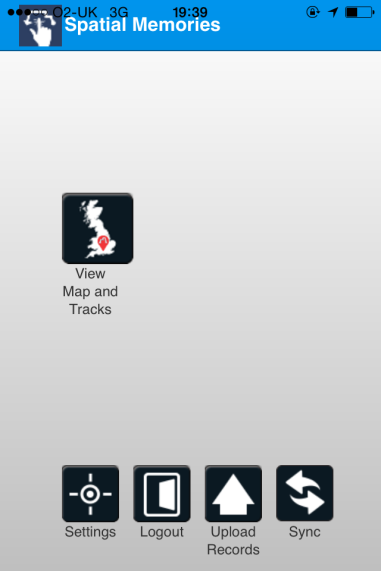 O2-UK 3G 19:39
Spatial Memories
View
Map and
Tracks
Settings
Logout
Upload
Records
Sync